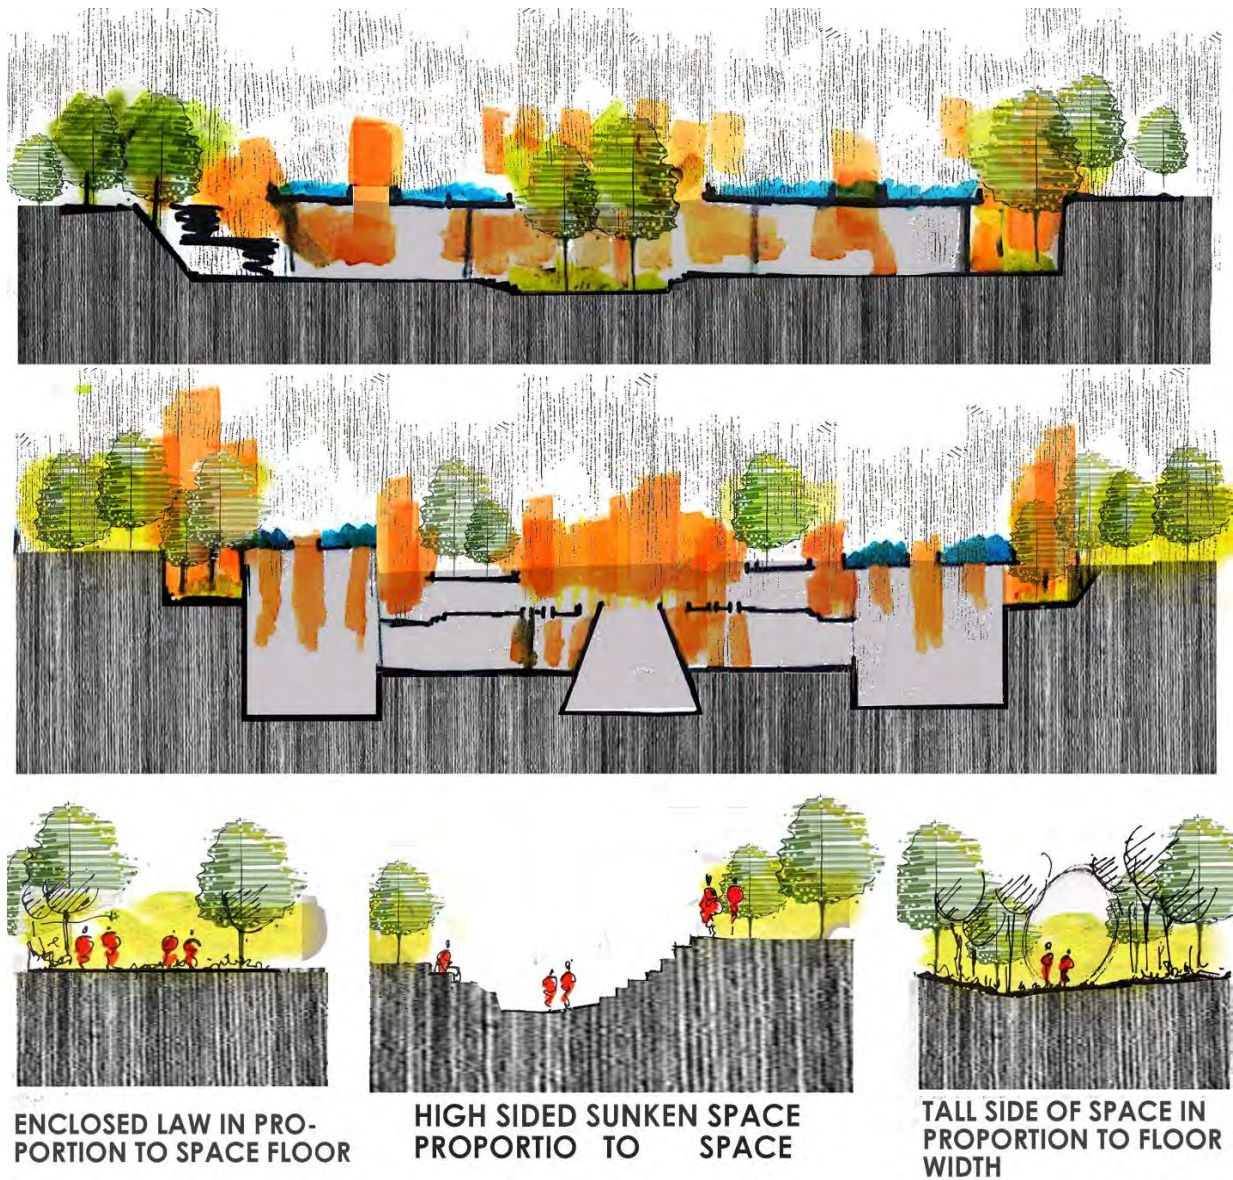 ENCLOSED LAW IN PRO-
PORTION TO SPACE FLOOR
HIGH SIDED SUNKEN SPACE
PROPORTIO TO SPACE
TALL SIDE OF SPACE IN
PROPORTION TO FLOOR
WIDTH